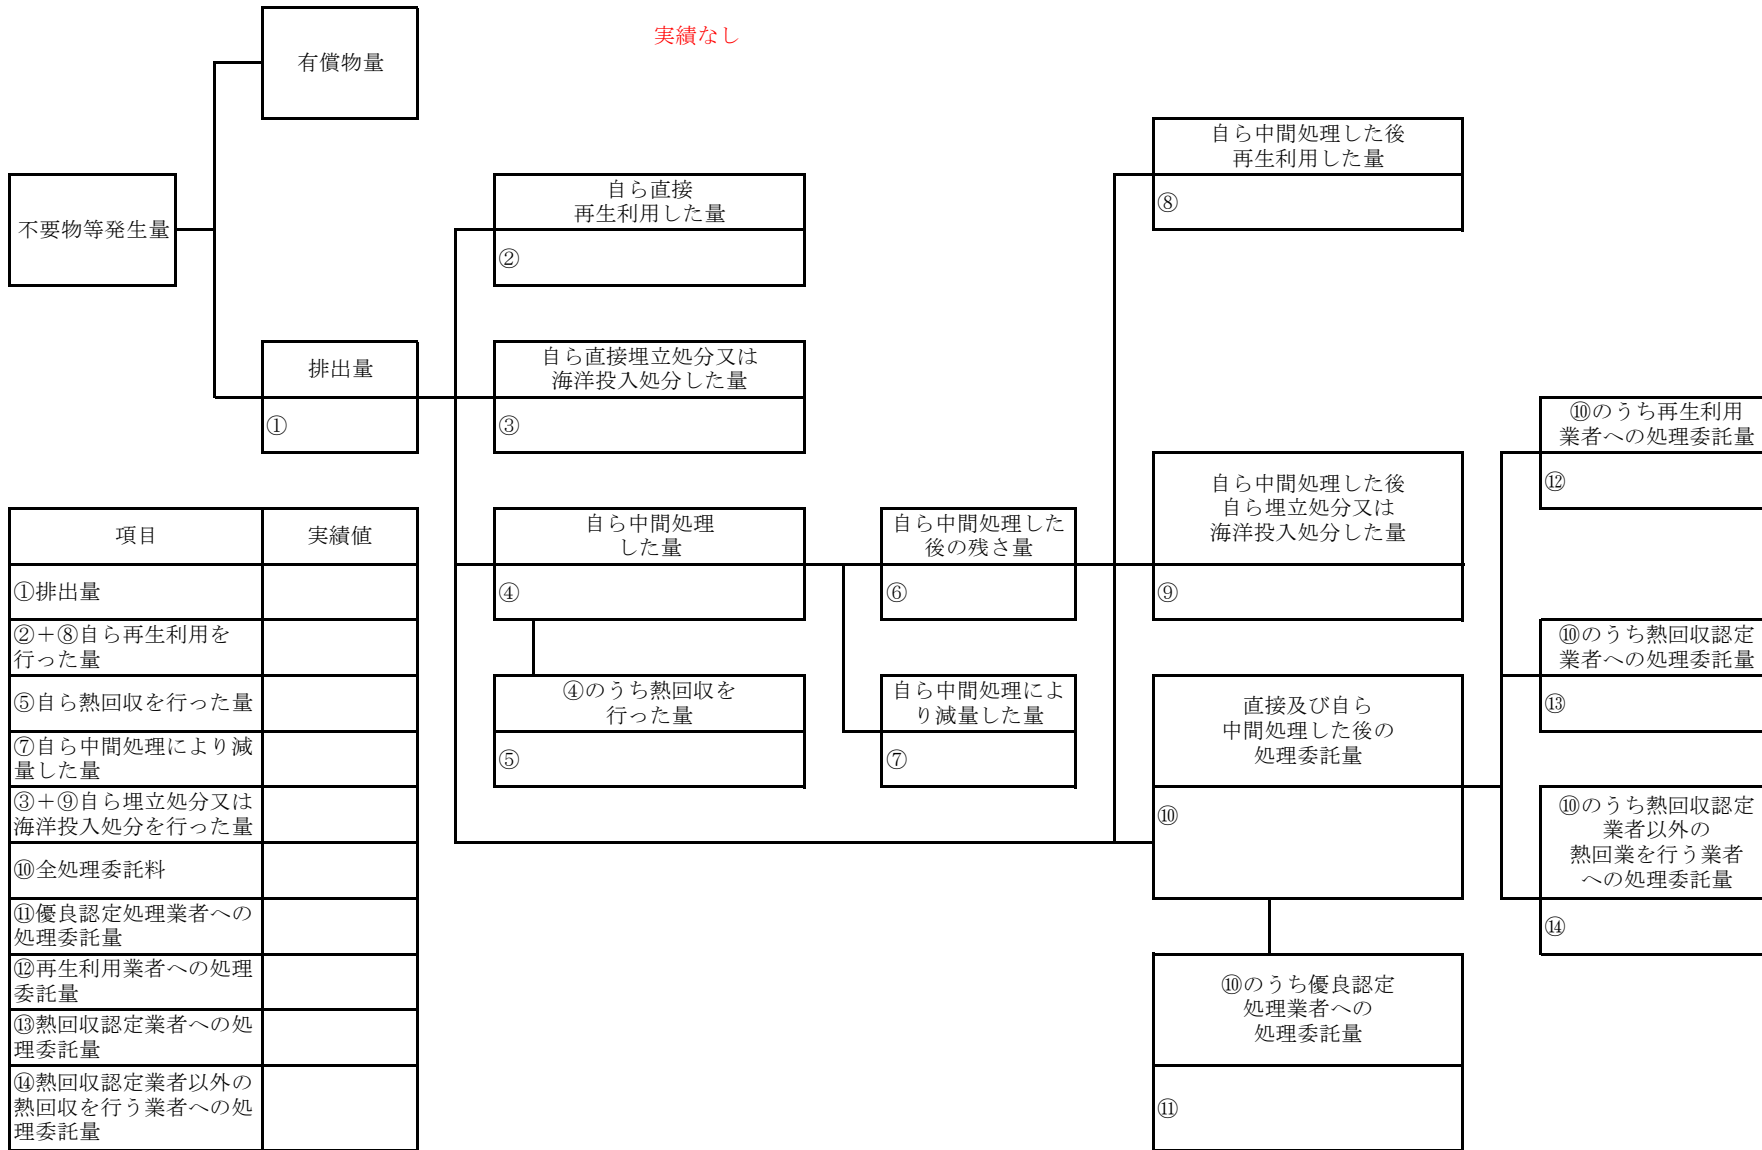 実績なし
有償物量
不要物等発生量
排出量
①
自ら直接
再生利用した量
②
自ら直接埋立処分又は
海洋投入処分した量
③
自ら中間処理
した量
④
④のうち熱回収を
行った量
⑤
自ら中間処理した
後の残さ量
⑥
自ら中間処理によ
り減量した量
⑦
自ら中間処理した後
再生利用した量
⑧
自ら中間処理した後
自ら埋立処分又は
海洋投入処分した量
⑨
直接及び自ら
中間処理した後の
処理委託量
⑩
⑩のうち優良認定
処理業者への
処理委託量
⑪
⑩のうち再生利用
業者への処理委託量
⑫
⑩のうち熱回収認定
業者への処理委託量
⑬
⑩のうち熱回収認定
業者以外の
熱回業を行う業者
への処理委託量
⑭
項目
実績値
①排出量
②＋⑧自ら再生利用を
行った量
⑤自ら熱回収を行った量
⑦自ら中間処理により減
量した量
③＋⑨自ら埋立処分又は
海洋投入処分を行った量
⑩全処理委託料
⑪優良認定処理業者への
処理委託量
⑫再生利用業者への処理
委託量
⑬熱回収認定業者への処
理委託量
⑭熱回収認定業者以外の
熱回収を行う業者への処
理委託量